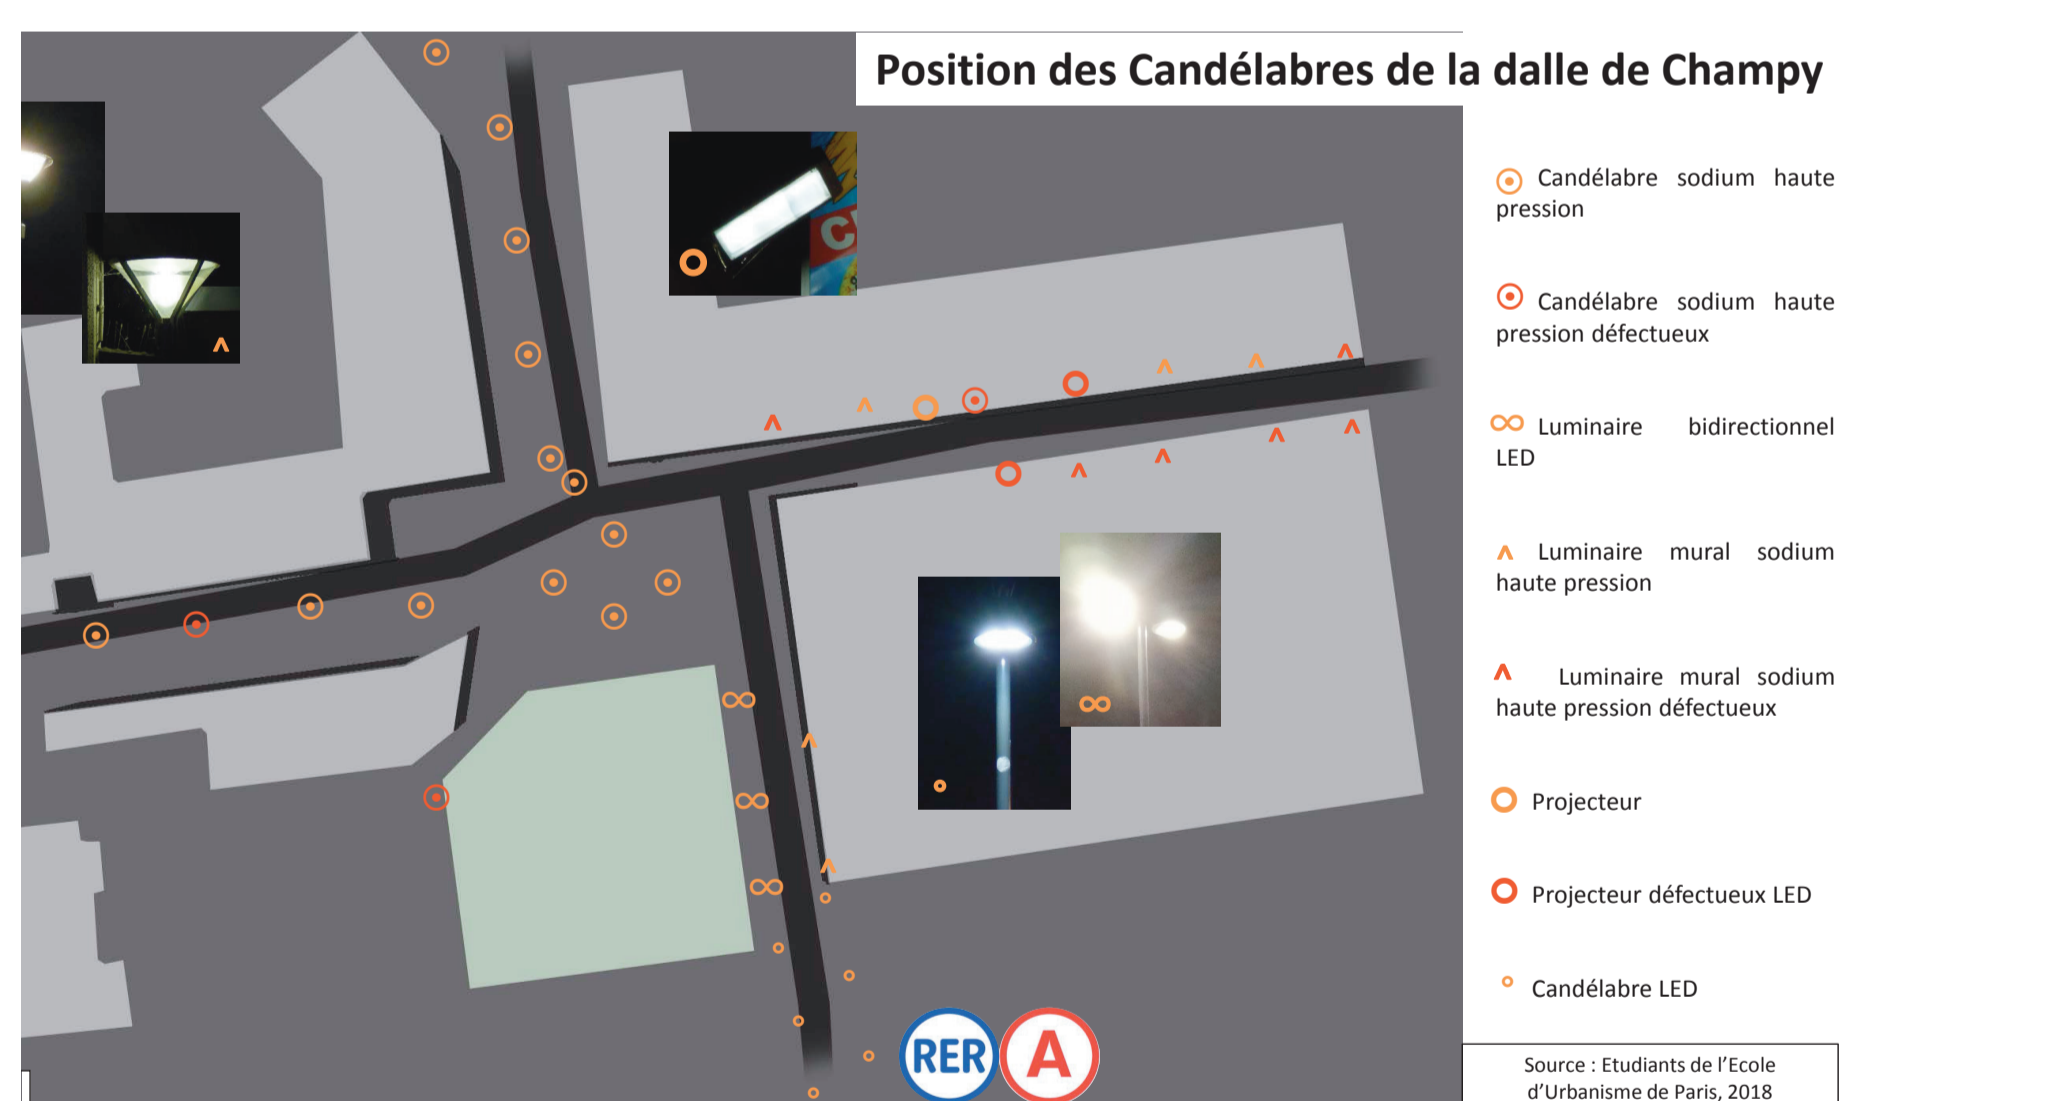 Position des Candélabres de la dalle de Champy
Candélabre sodium haute
pression
Candélabre sodium haute
pression défectueux
Luminaire bidirectionnel
LED
Luminaire mural sodium
haute pression
Luminaire mural sodium
haute pression défectueux
Projecteur
Projecteur défectueux LED
Candélabre LED
RER A
Source : Etudiants de l'Ecole
d'Urbanisme de Paris, 2018